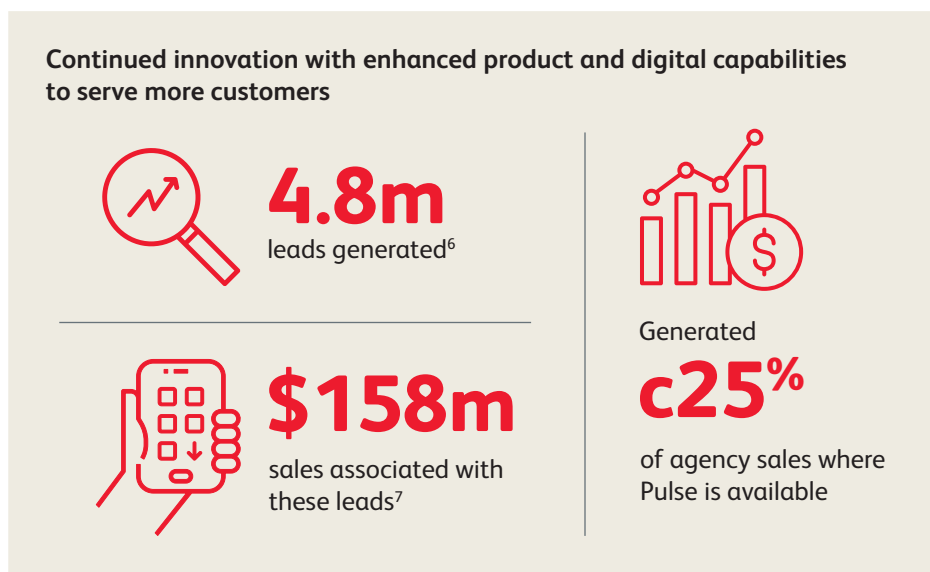 Continued innovation with enhanced product and digital capabilities
to serve more customers
4.8m
leads generated⁶
$158m
sales associated with
these leads⁷
$
Generated
c25%
of agency sales where
Pulse is available